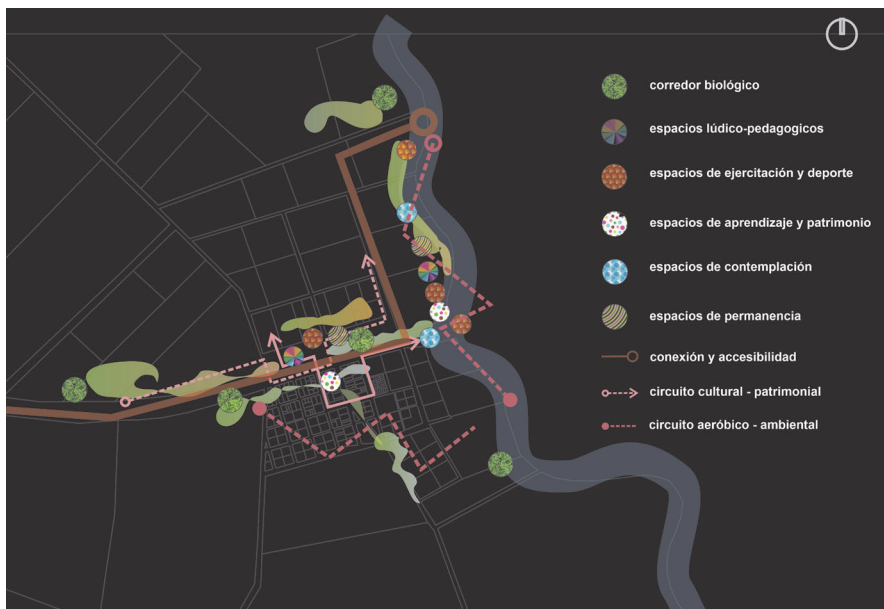 corredor biológico
espacios lúdico-pedagogicos
espacios de ejercitación y deporte
espacios de aprendizaje y patrimonio
espacios de contemplación
espacios de permanencia
conexión y accesibilidad
circuito cultural - patrimonial
circuito aeróbico - ambiental